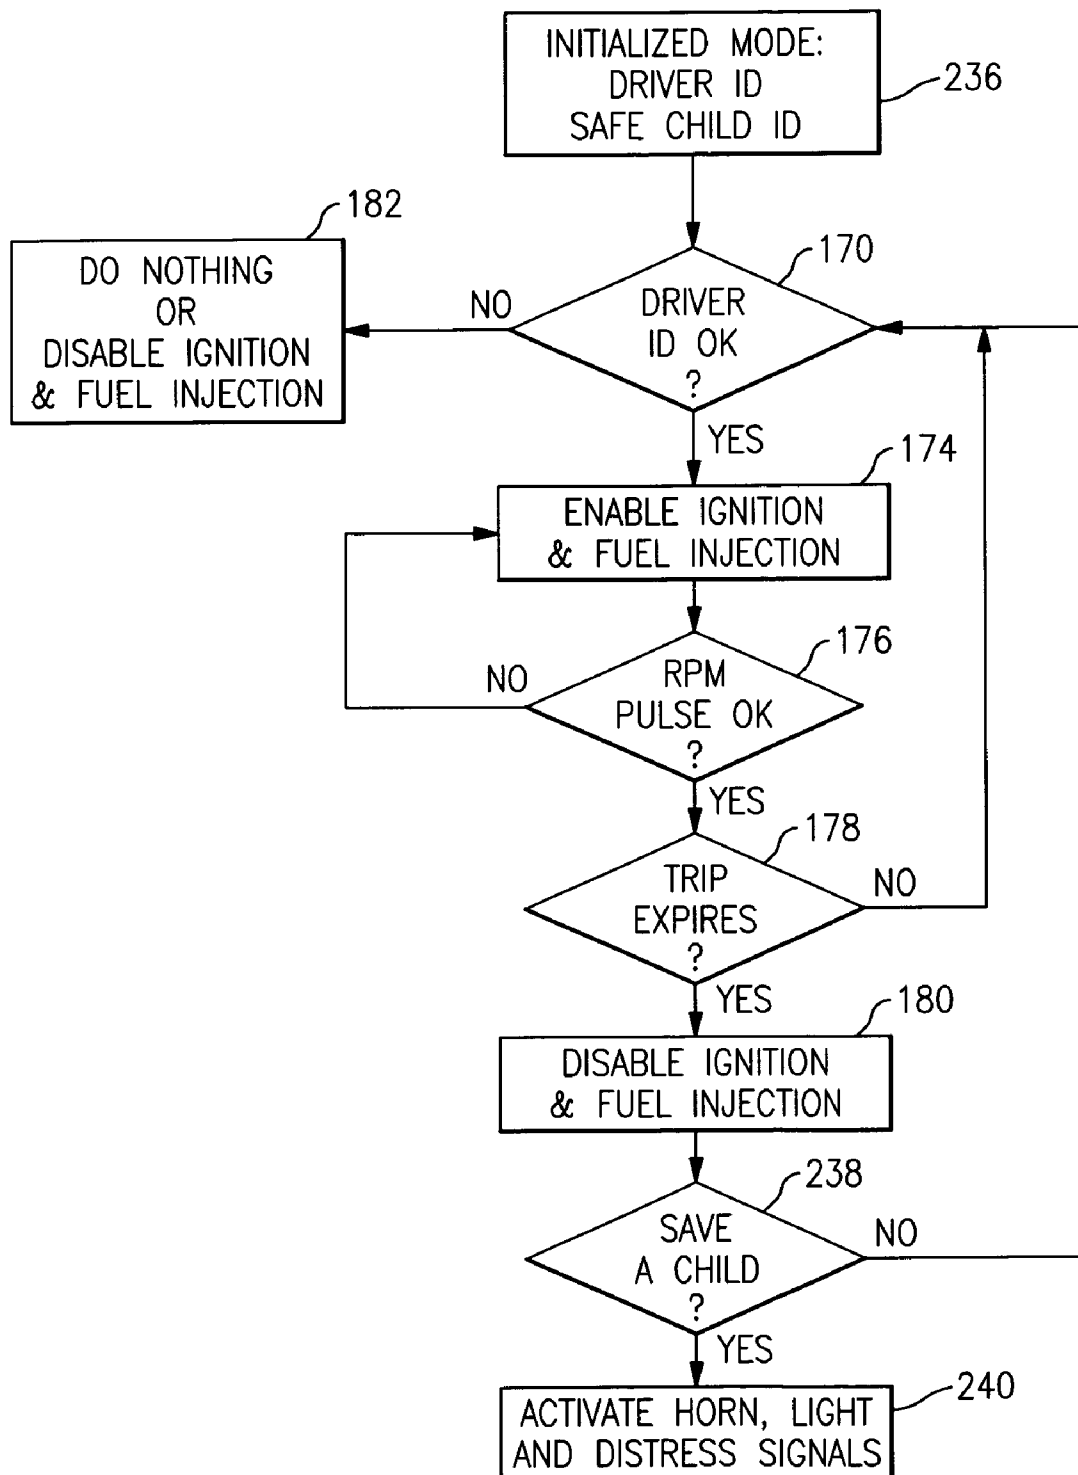 INITIALIZED MODE:
DRIVER ID
SAFE CHILD ID
236
182
DO NOTHING
OR
DISABLE IGNITION
& FUEL INJECTION
NO
170
DRIVER
ID OK
?
YES
174
ENABLE IGNITION
& FUEL INJECTION
176
NO
RPM
PULSE OK
?
YES
178
TRIP
EXPIRES
?
NO
YES
180
DISABLE IGNITION
& FUEL INJECTION
238
SAVE
A CHILD
?
NO
YES
240
ACTIVATE HORN, LIGHT
AND DISTRESS SIGNALS